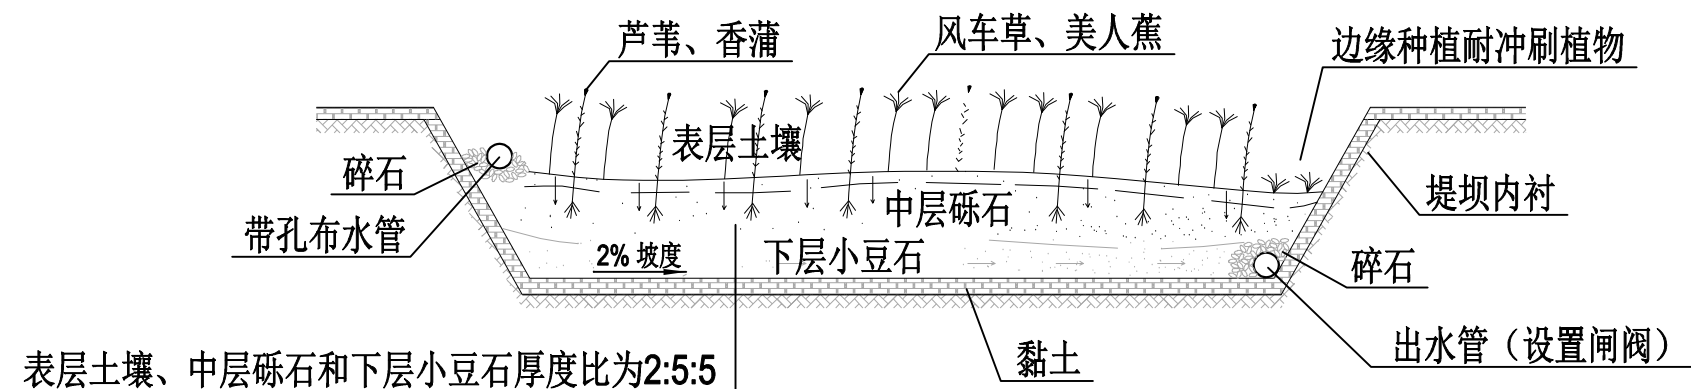 芦苇、香蒲
风车草、美人蕉
边缘种植耐冲刷植物
表层土壤
碎石
中层砾石
堤坝内衬
带孔布水管
2% 坡度
下层小豆石
碎石
出水管（设置闸阀）
黏土
表层土壤、中层砾石和下层小豆石厚度比为2:5:5